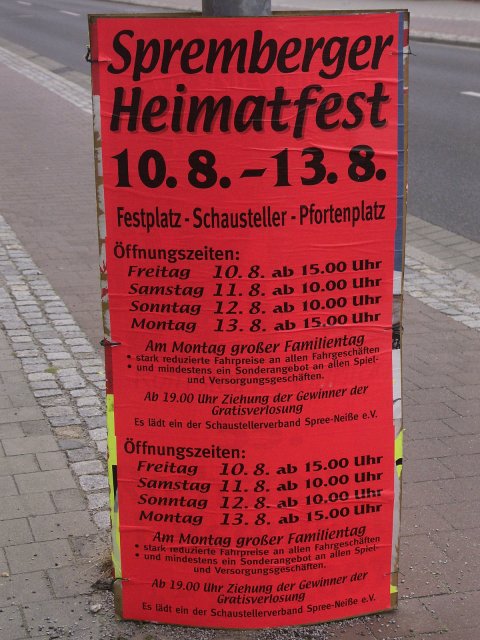 Spremberger
Heimatfest
10. 8. – 13. 8.
Festplatz - Schausteller - Pfortenplatz
Öffnungszeiten:
Freitag 10. 8. ab 15.00 Uhr
Samstag 11. 8. ab 10.00 Uhr
Sonntag 12. 8. ab 10.00 Uhr
Montag 13. 8. ab 15.00 Uhr
Am Montag großer Familientag
• stark reduzierte Fahrpreise an allen Fahrgeschäften
• und mindestens ein Sonderangebot an allen Spiel-
und Versorgungsgeschäften.
Ab 19.00 Uhr Ziehung der Gewinner der
Gratisverlosung
Es lädt ein der Schaustellerverband Spree-Neiße e.V.
Öffnungszeiten:
Freitag 10. 8. ab 15.00 Uhr
Samstag 11. 8. ab 10.00 Uhr
Sonntag 12. 8. ab 10.00 Uhr
Montag 13. 8. ab 15.00 Uhr
Am Montag großer Familientag
• stark reduzierte Fahrpreise an allen Fahrgeschäften
• und mindestens ein Sonderangebot an allen Spiel-
und Versorgungsgeschäften.
Ab 19.00 Uhr Ziehung der Gewinner der
Gratisverlosung
Es lädt ein der Schaustellerverband Spree-Neiße e.V.